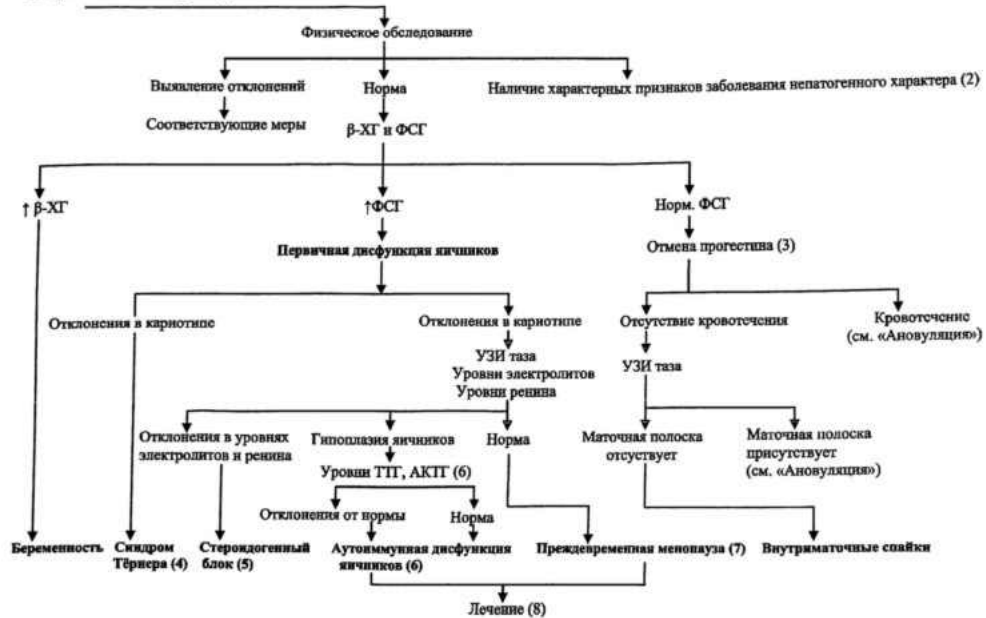 Физическое обследование
Выявление отклонений
Норма
Наличие характерных признаков заболевания непатогенного характера (2)
Соответствующие меры
β-ХГ и ФСГ
↑ β-ХГ
↑ФСГ
Норм. ФСГ
Первичная дисфункция яичников
Отмена прогестина (3)
Отклонения в кариотипе
Отклонения в кариотипе
Отсутствие кровотечения
Кровотечение
(см. «Ановуляция»)
УЗИ таза
Уровни электролитов
Уровни ренина
УЗИ таза
Отклонения в уровнях
электролитов и ренина
Гипоплазия яичников
Норма
Маточная полоска
отсуствует
Маточная полоска
присутствует
(см. «Ановуляция»)
Уровни ТТГ, АКТГ (6)
Отклонения от нормы
Норма
Беременность
Синдром
Тёрнера (4)
Стероидогенный
блок (5)
Аутоиммунная дисфункция
яичников (6)
Преждевременная менопауза (7)
Внутриматочные спайки
Лечение (8)